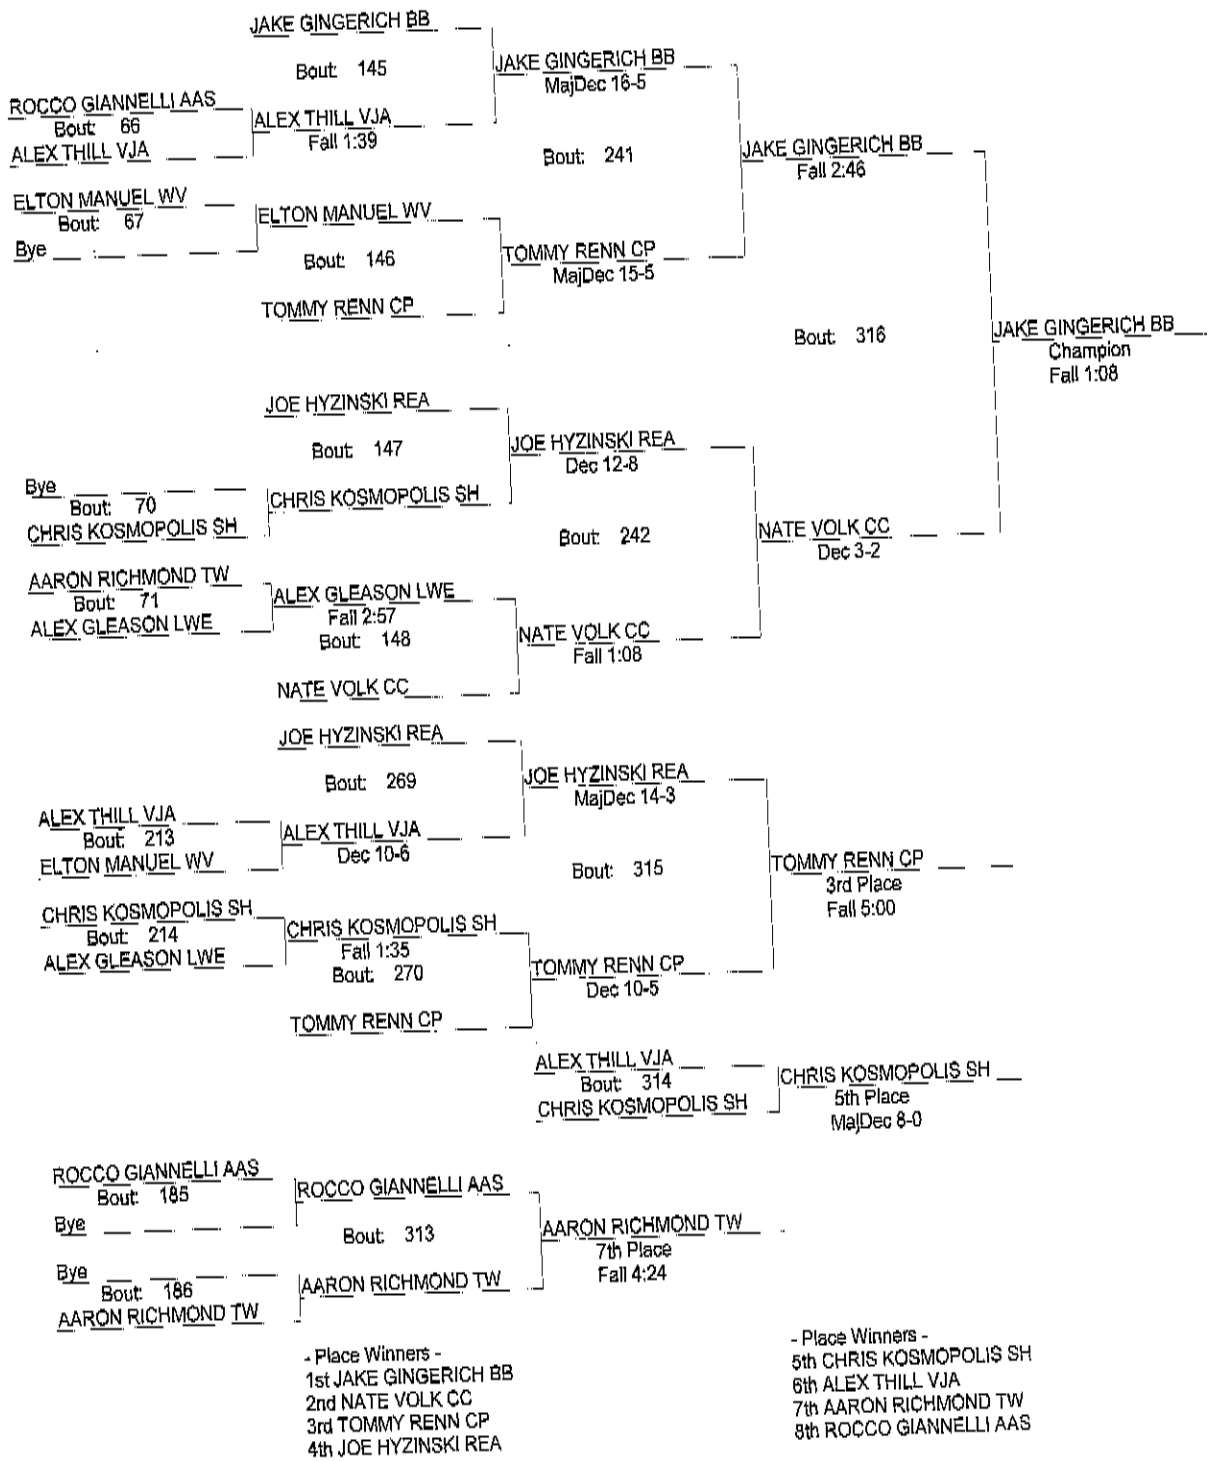 JAKE GINGERICH BB
Bout: 145
JAKE GINGERICH BB
MajDec 16-5
ROCCO GIANNELLI AAS
Bout: 66
ALEX THILL VJA
ALEX THILL VJA
Fall 1:39
Bout: 241
JAKE GINGERICH BB
Fall 2:46
ELTON MANUEL WV
Bout: 67
Bye
ELTON MANUEL WV
Bout: 146
TOMMY RENN CP
MajDec 15-5
TOMMY RENN CP
Bout: 316
JAKE GINGERICH BB
Champion
Fall 1:08
JOE HYZINSKI REA
Bout: 147
JOE HYZINSKI REA
Dec 12-8
Bye
Bout: 70
CHRIS KOSMOPOLIS SH
CHRIS KOSMOPOLIS SH
Bout: 242
NATE VOLK CC
Dec 3-2
AARON RICHMOND TW
Bout: 71
ALEX GLEASON LWE
ALEX GLEASON LWE
Fall 2:57
Bout: 148
NATE VOLK CC
Fall 1:08
NATE VOLK CC
JOE HYZINSKI REA
Bout: 269
JOE HYZINSKI REA
MajDec 14-3
ALEX THILL VJA
Bout: 213
ELTON MANUEL WV
ALEX THILL VJA
Dec 10-6
Bout: 315
TOMMY RENN CP
3rd Place
Fall 5:00
CHRIS KOSMOPOLIS SH
Bout: 214
ALEX GLEASON LWE
CHRIS KOSMOPOLIS SH
Fall 1:35
Bout: 270
TOMMY RENN CP
Dec 10-5
TOMMY RENN CP
ALEX THILL VJA
Bout: 314
CHRIS KOSMOPOLIS SH
CHRIS KOSMOPOLIS SH
5th Place
MajDec 8-0
ROCCO GIANNELLI AAS
Bout: 185
Bye
ROCCO GIANNELLI AAS
Bout: 313
AARON RICHMOND TW
7th Place
Fall 4:24
Bye
Bout: 186
AARON RICHMOND TW
AARON RICHMOND TW
- Place Winners -
1st JAKE GINGERICH BB
2nd NATE VOLK CC
3rd TOMMY RENN CP
4th JOE HYZINSKI REA
- Place Winners -
5th CHRIS KOSMOPOLIS SH
6th ALEX THILL VJA
7th AARON RICHMOND TW
8th ROCCO GIANNELLI AAS